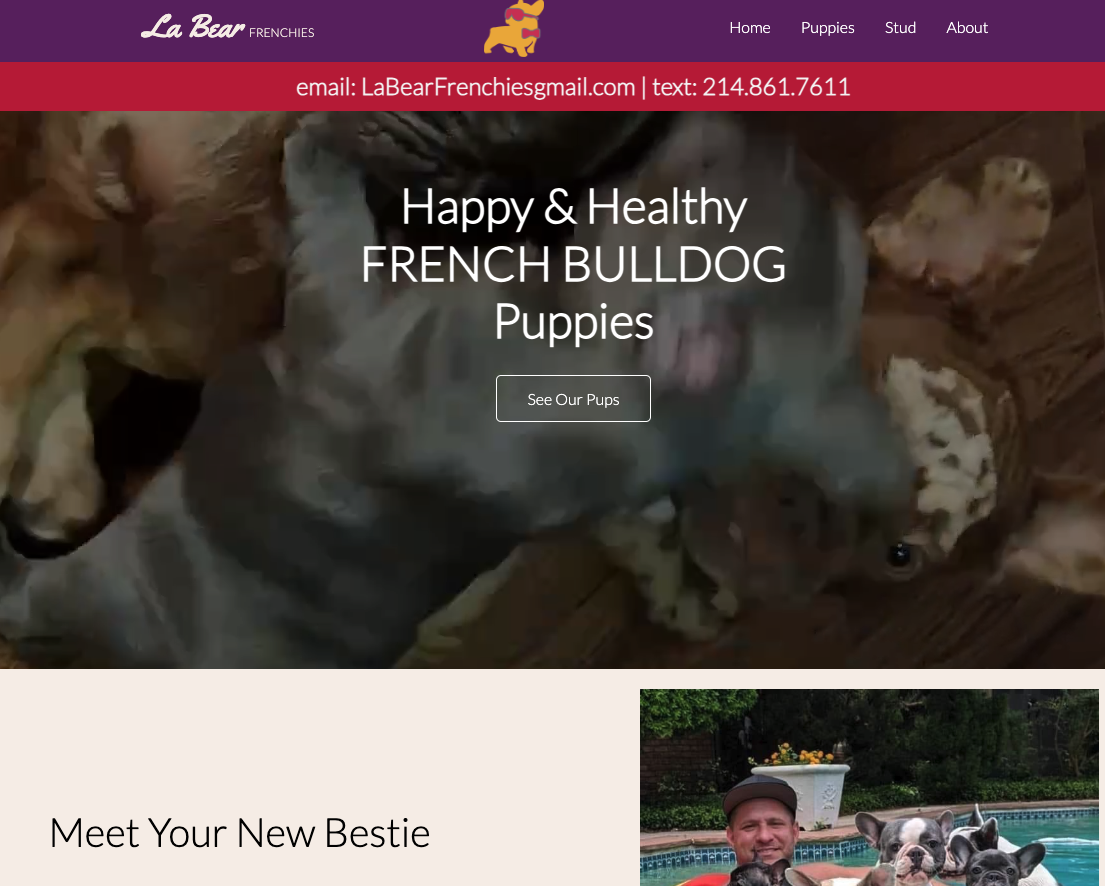 La Bear FRENCHIES
Home Puppies Stud About
email: LaBearFrenchiesgmail.com | text: 214.861.7611
Happy & Healthy
FRENCH BULLDOG
Puppies
See Our Pups
Meet Your New Bestie